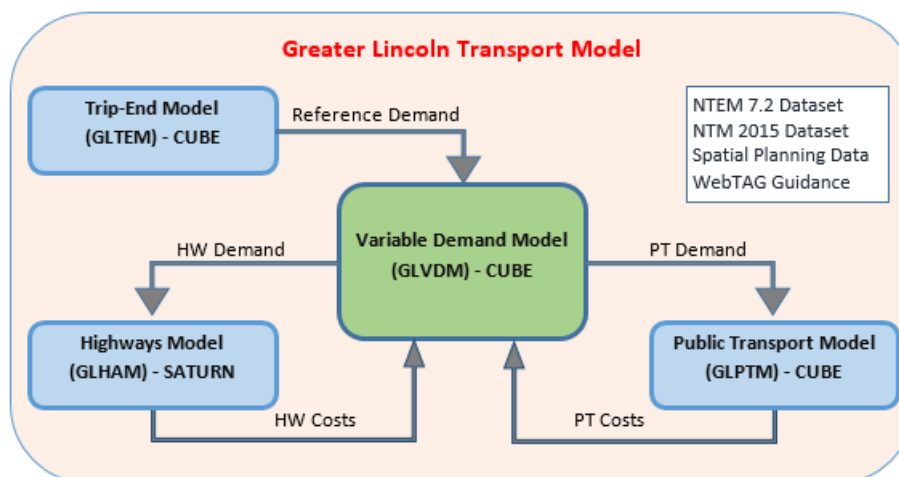 Greater Lincoln Transport Model
Trip-End Model
(GLTEM) - CUBE
Reference Demand
NTEM 7.2 Dataset
NTM 2015 Dataset
Spatial Planning Data
WebTAG Guidance
HW Demand
Variable Demand Model
(GLVDM) - CUBE
PT Demand
Highways Model
(GLHAM) - SATURN
Public Transport Model
(GLPTM) - CUBE
HW Costs
PT Costs